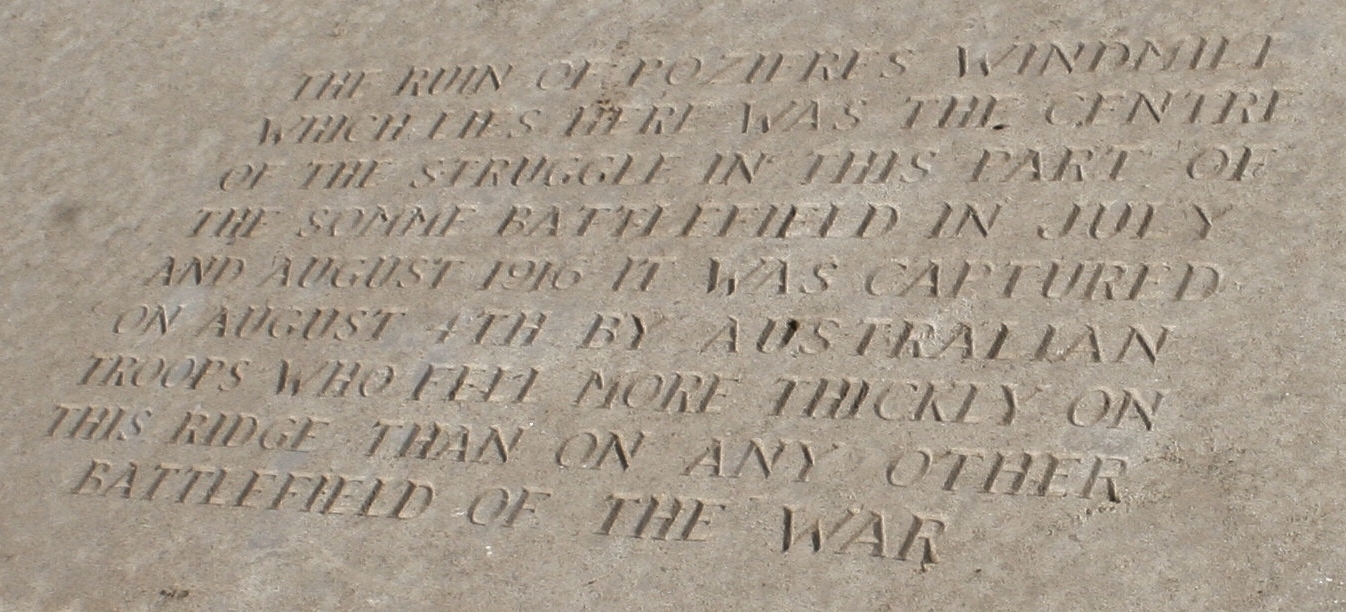 THE RUIN OF POZIERES WINDMILL
WHICH LIES HERE WAS THE CENTRE
OF THE STRUGGLE IN THIS PART OF
THE SOMME BATTLEFIELD IN JULY
AND AUGUST 1916 IT WAS CAPTURED
ON AUGUST 4TH BY AUSTRALIAN
TROOPS WHO FELL MORE THICKLY ON
THIS RIDGE THAN ON ANY OTHER
BATTLEFIELD OF THE WAR